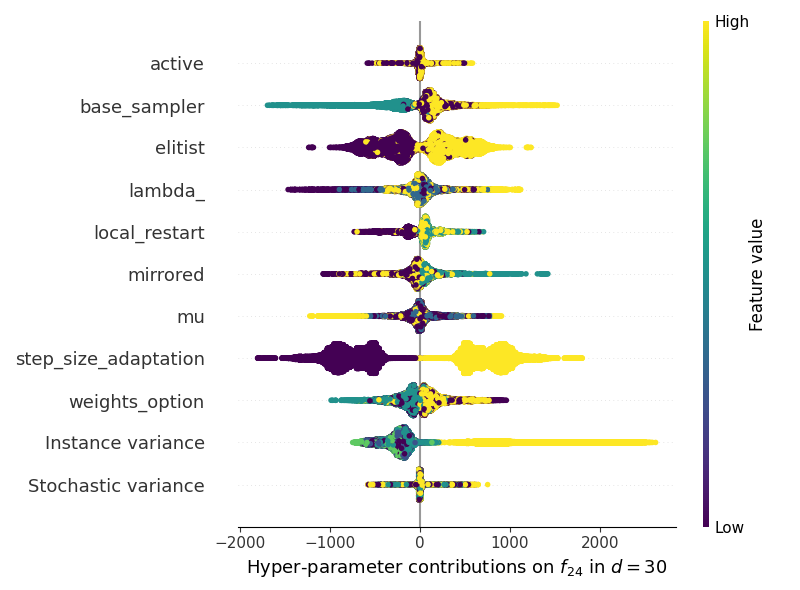 High
active
base_sampler
elitist
lambda_
local_restart
mirrored
mu
step_size_adaptation
weights_option
Instance variance
Stochastic variance
Feature value
Low
−2000 −1000 0 1000 2000
Hyper-parameter contributions on f24 in d = 30